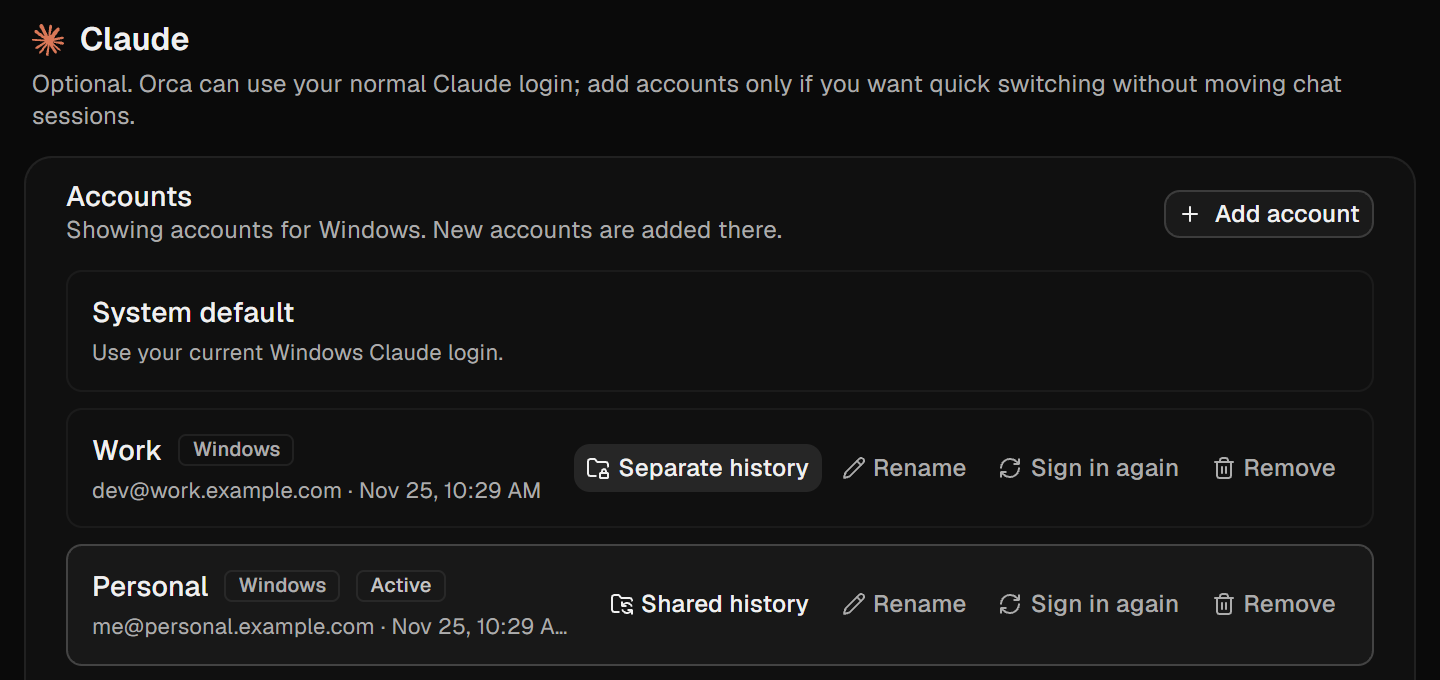 Claude
Optional. Orca can use your normal Claude login; add accounts only if you want quick switching without moving chat
sessions.
Accounts
Showing accounts for Windows. New accounts are added there.
+ Add account
System default
Use your current Windows Claude login.
Work Windows
dev@work.example.com · Nov 25, 10:29 AM
Separate history Rename Sign in again Remove
Personal Windows Active
me@personal.example.com · Nov 25, 10:29 A...
Shared history Rename Sign in again Remove